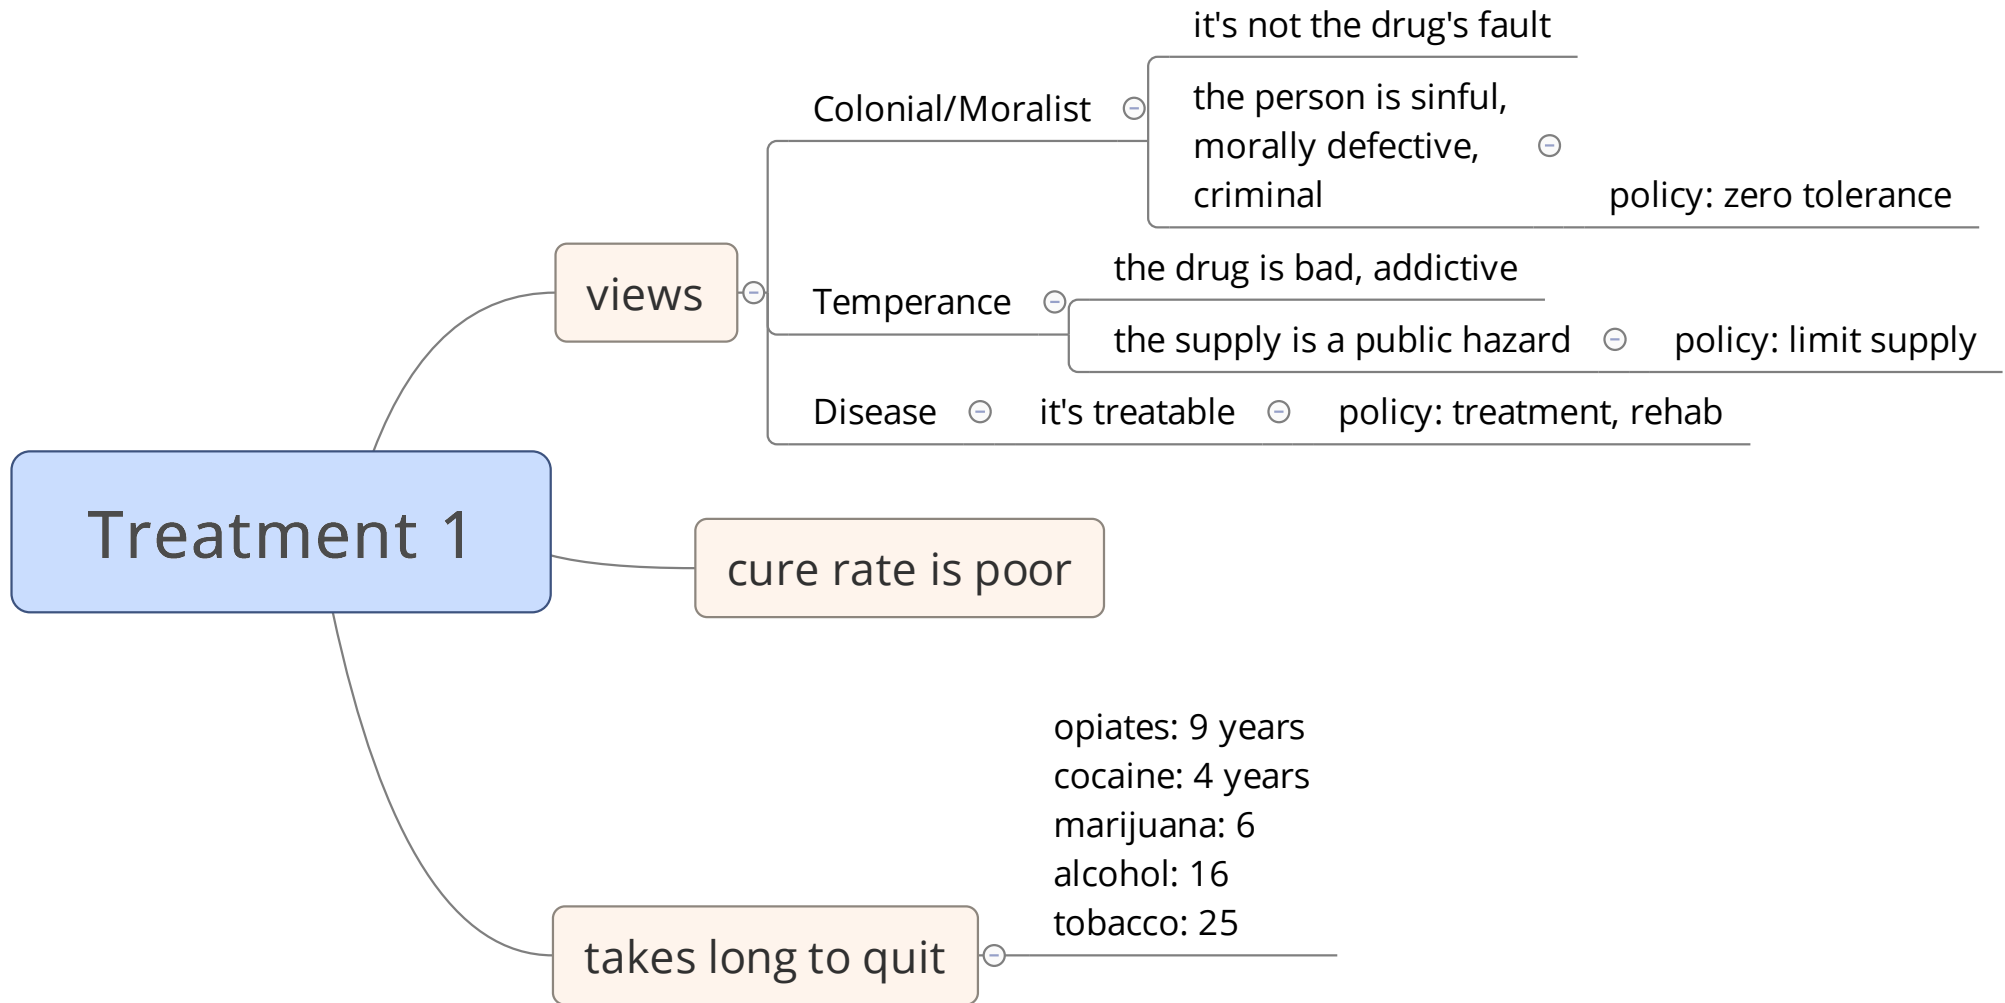 Treatment 1
views
Colonial/Moralist
it's not the drug's fault
the person is sinful,
morally defective,
criminal
policy: zero tolerance
Temperance
the drug is bad, addictive
the supply is a public hazard
policy: limit supply
Disease
it's treatable
policy: treatment, rehab
cure rate is poor
takes long to quit
opiates: 9 years
cocaine: 4 years
marijuana: 6
alcohol: 16
tobacco: 25